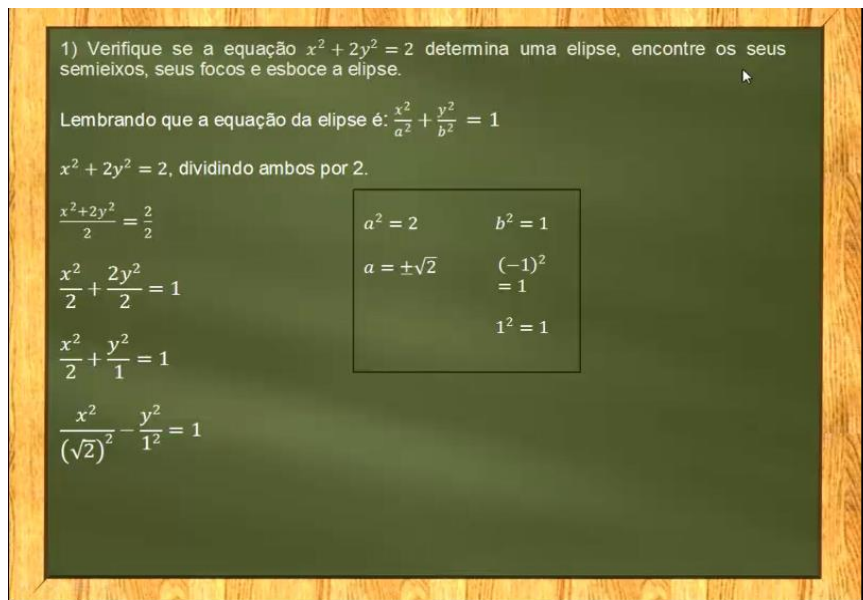 1) Verifique se a equação x² + 2y² = 2 determina uma elipse, encontre os seus
semieixos, seus focos e esboce a elipse.
Lembrando que a equação da elipse é: x²/a² + y²/b² = 1
x² + 2y² = 2, dividindo ambos por 2.
(x²+2y²)/2 = 2/2
x²/2 + 2y²/2 = 1
x²/2 + y²/1 = 1
x²/(√2)² − y²/1² = 1
a² = 2
a = ±√2
b² = 1
(−1)²
= 1
1² = 1